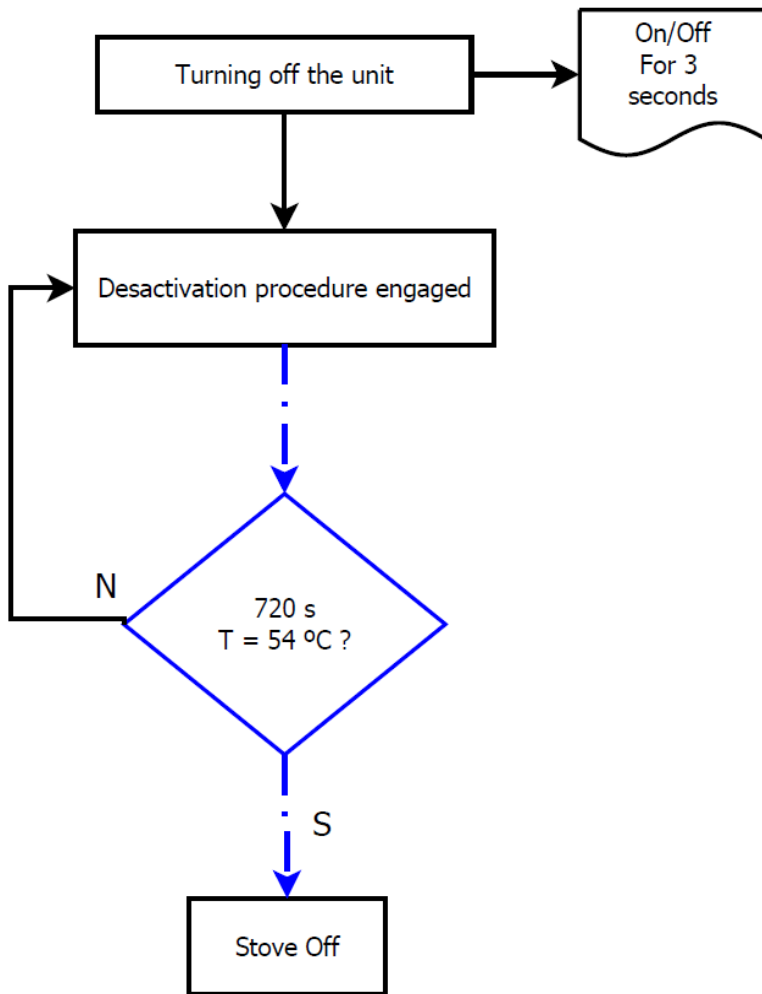 Turning off the unit
On/Off
For 3
seconds
Desactivation procedure engaged
N
720 s
T = 54 ºC ?
S
Stove Off